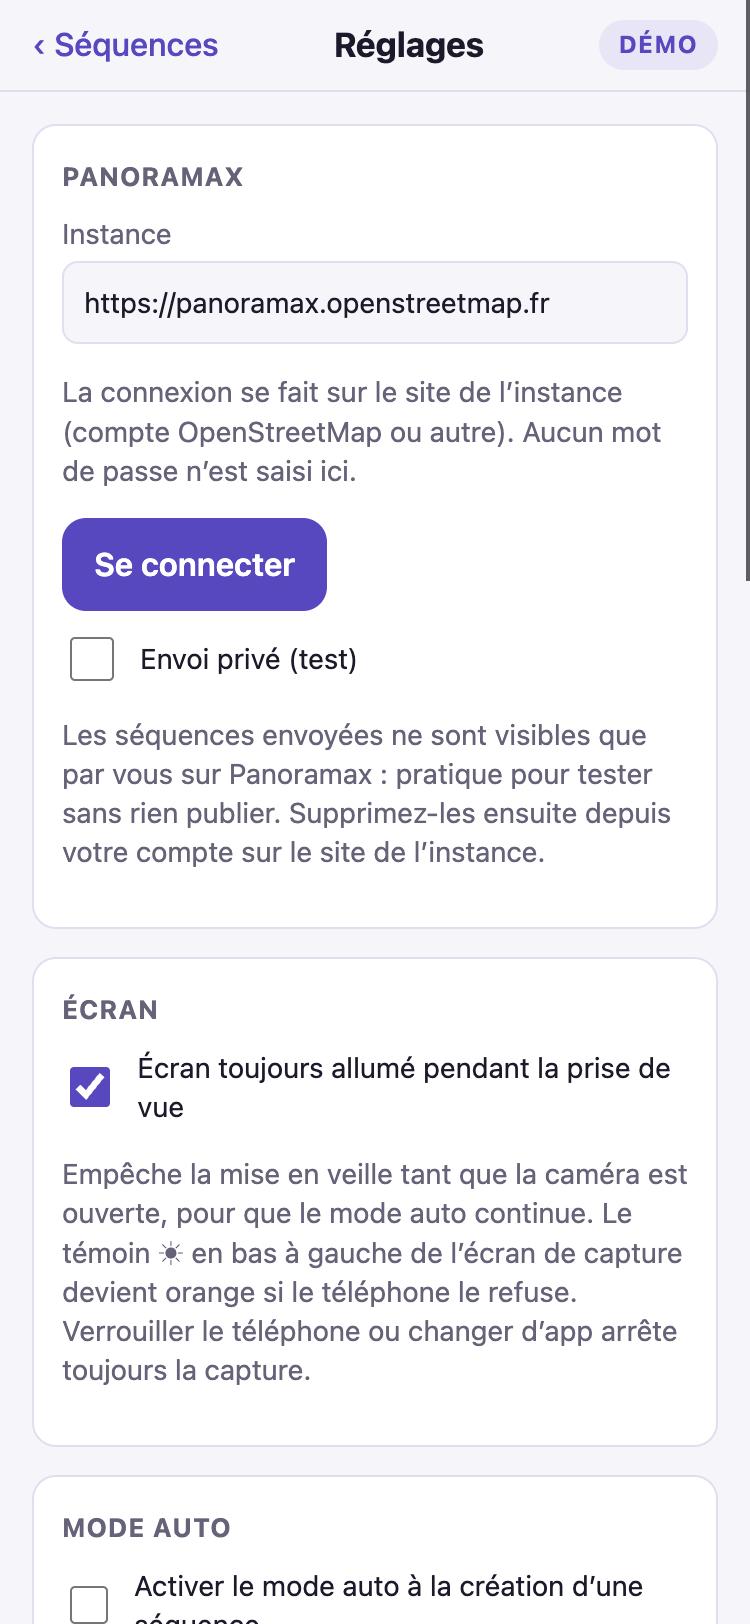 ‹ Séquences
Réglages
DÉMO
PANORAMAX
Instance
https://panoramax.openstreetmap.fr
La connexion se fait sur le site de l’instance
(compte OpenStreetMap ou autre). Aucun mot
de passe n’est saisi ici.
Se connecter
Envoi privé (test)
Les séquences envoyées ne sont visibles que
par vous sur Panoramax : pratique pour tester
sans rien publier. Supprimez-les ensuite depuis
votre compte sur le site de l’instance.
ÉCRAN
Écran toujours allumé pendant la prise de
vue
Empêche la mise en veille tant que la caméra est
ouverte, pour que le mode auto continue. Le
témoin ☀ en bas à gauche de l’écran de capture
devient orange si le téléphone le refuse.
Verrouiller le téléphone ou changer d’app arrête
toujours la capture.
MODE AUTO
Activer le mode auto à la création d’une
séquence